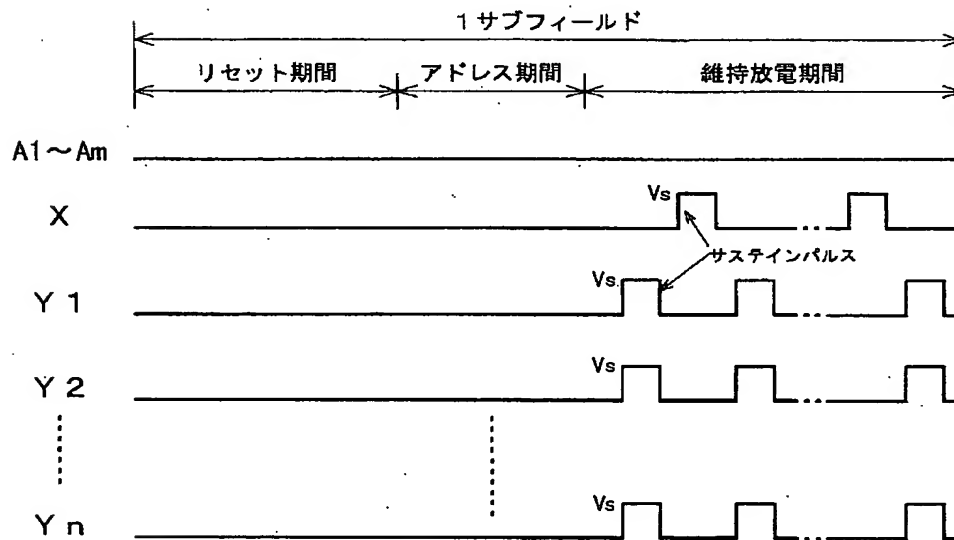 1サブフィールド
リセット期間 アドレス期間 維持放電期間
A1～Am
X Vs
サステインパルス
Y1 Vs
Y2 Vs
Yn Vs